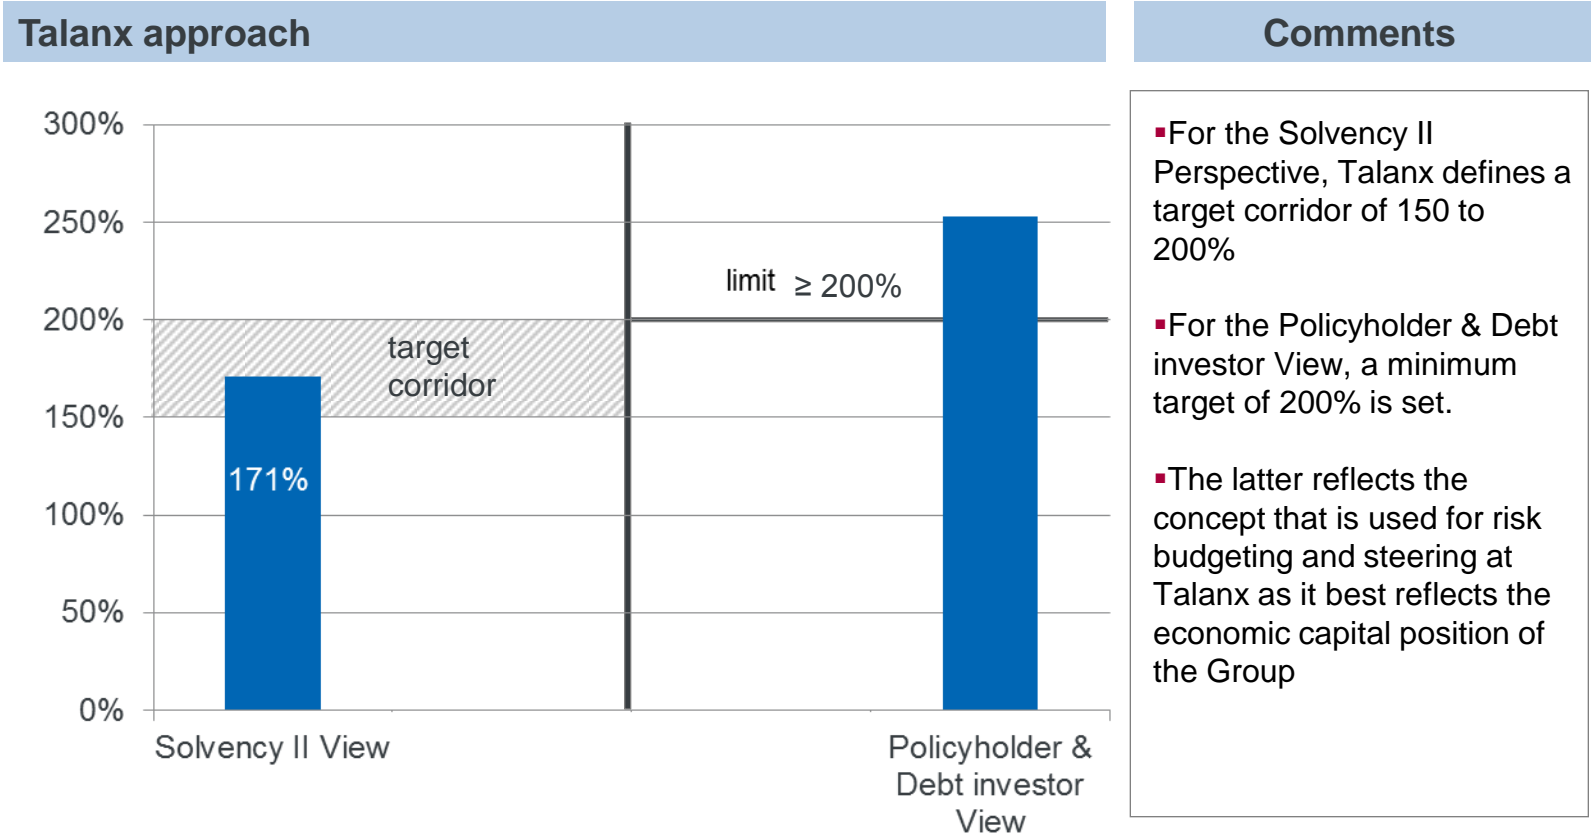 Talanx approach
300%
250%
200%
150%
100%
50%
0%
limit ≥ 200%
target
corridor
171%
Solvency II View
Policyholder &
Debt investor
View
Comments
▪For the Solvency II
Perspective, Talanx defines a
target corridor of 150 to
200%
▪For the Policyholder & Debt
investor View, a minimum
target of 200% is set.
▪The latter reflects the
concept that is used for risk
budgeting and steering at
Talanx as it best reflects the
economic capital position of
the Group